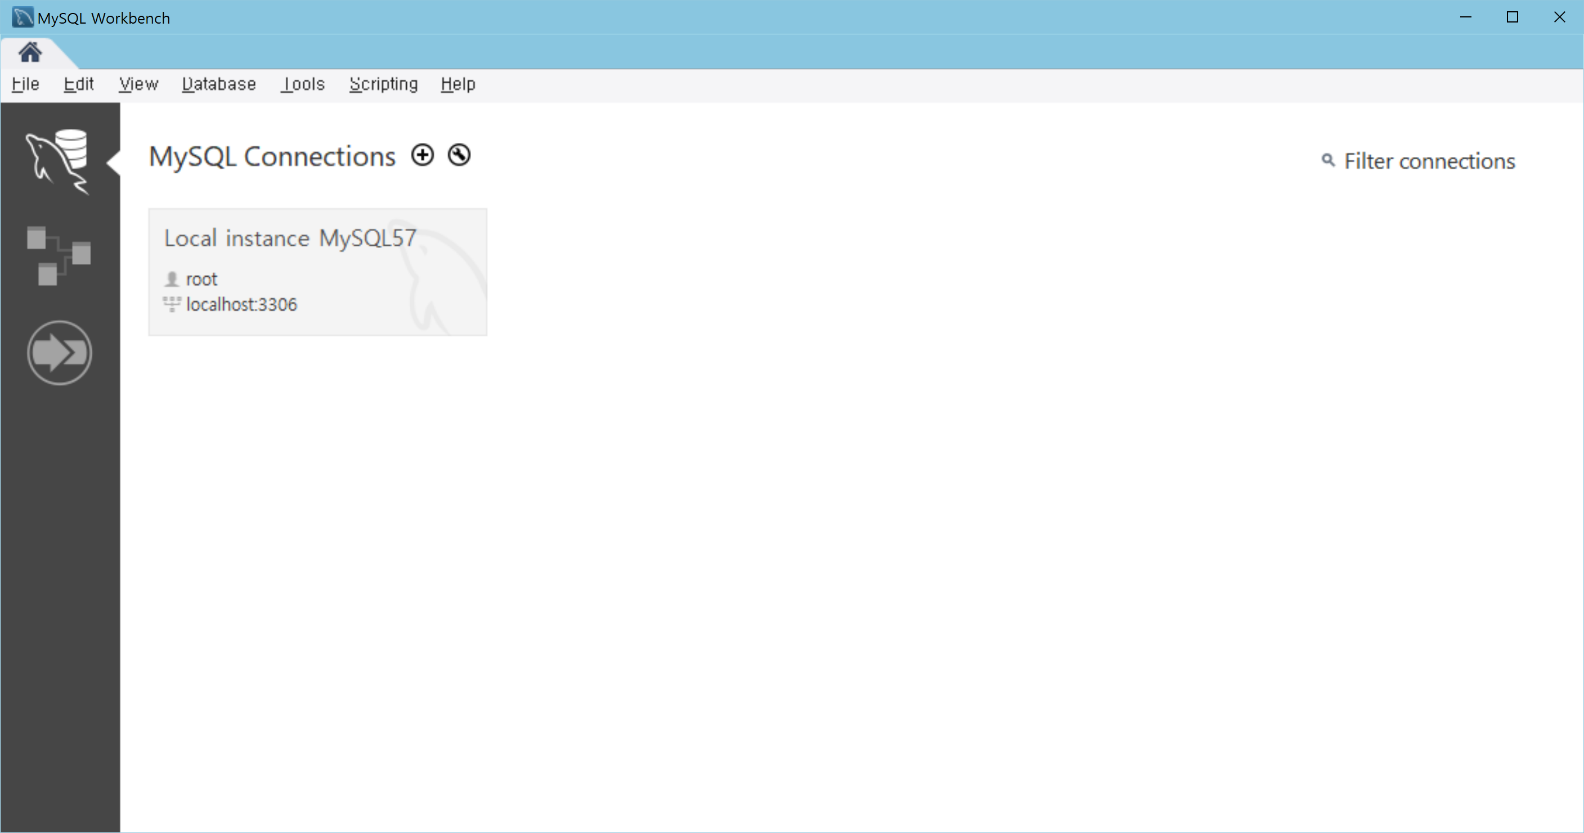 MySQL Workbench
File Edit View Database Tools Scripting Help
MySQL Connections
Filter connections
Local instance MySQL57
root
localhost:3306